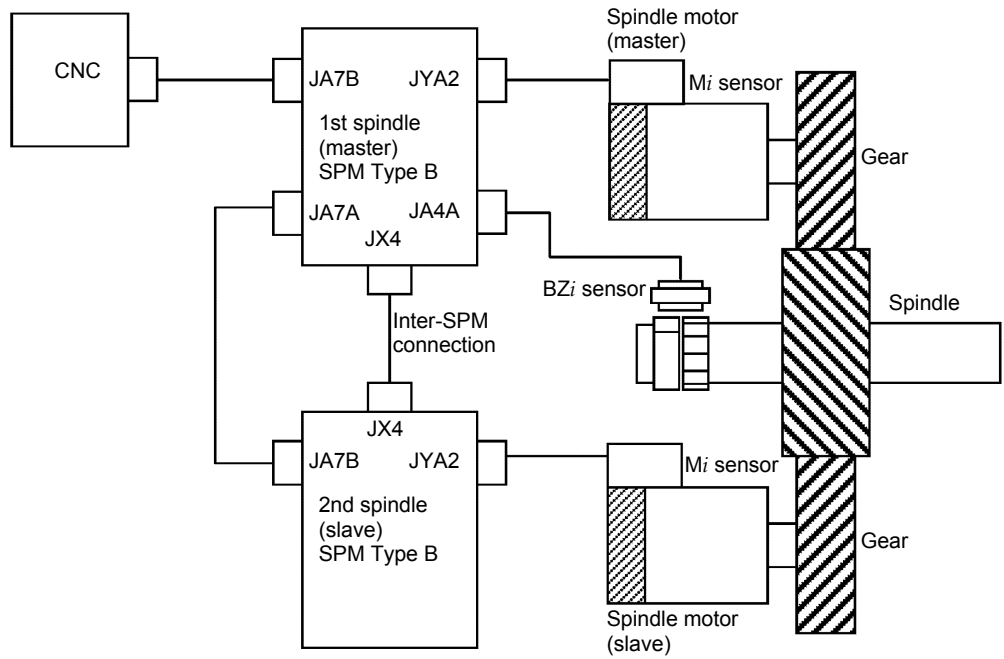 Spindle motor
(master)
CNC
JA7B
JYA2
Mi sensor
1st spindle
(master)
SPM Type B
Gear
JA7A
JA4A
JX4
BZi sensor
Spindle
Inter-SPM
connection
JX4
JA7B
JYA2
Mi sensor
2nd spindle
(slave)
SPM Type B
Gear
Spindle motor
(slave)